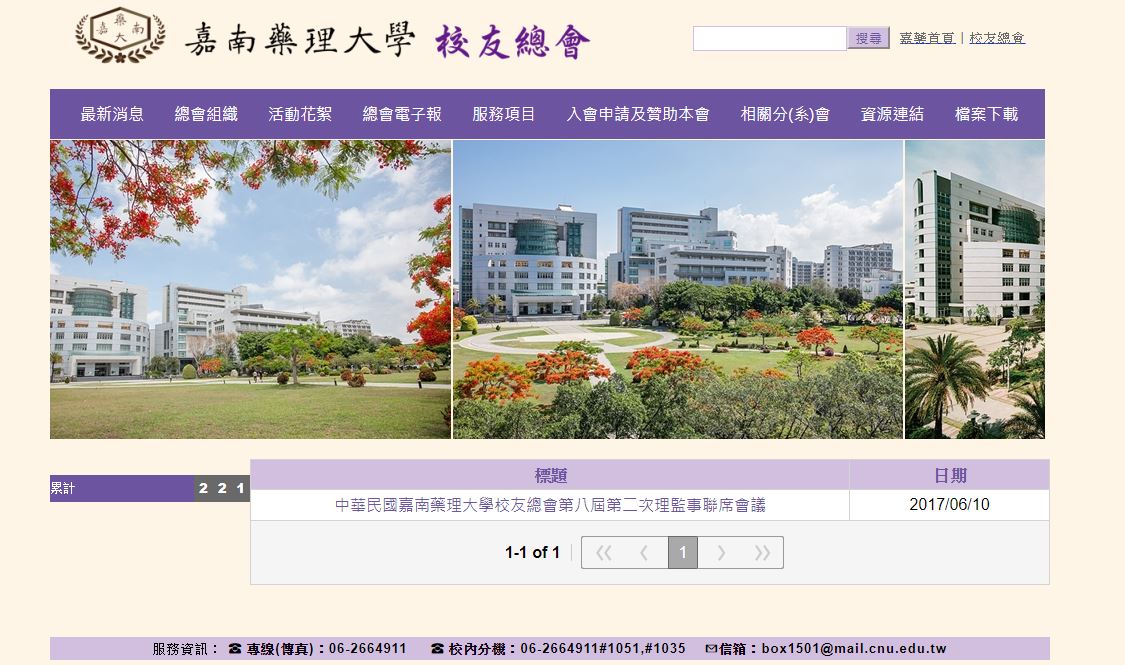 嘉 藥 南 大
嘉南藥理大學 校友總會
搜尋 嘉藥首頁 | 校友總會
最新消息 總會組織 活動花絮 總會電子報 服務項目 入會申請及贊助本會 相關分(系)會 資源連結 檔案下載
標題 日期
累計 2 2 1
中華民國嘉南藥理大學校友總會第八屆第二次理監事聯席會議 2017/06/10
1-1 of 1 《 〈 1 〉 》
服務資訊： ☎ 專線(傳真)：06-2664911 ☎ 校內分機：06-2664911#1051,#1035 ✉信箱：box1501@mail.cnu.edu.tw